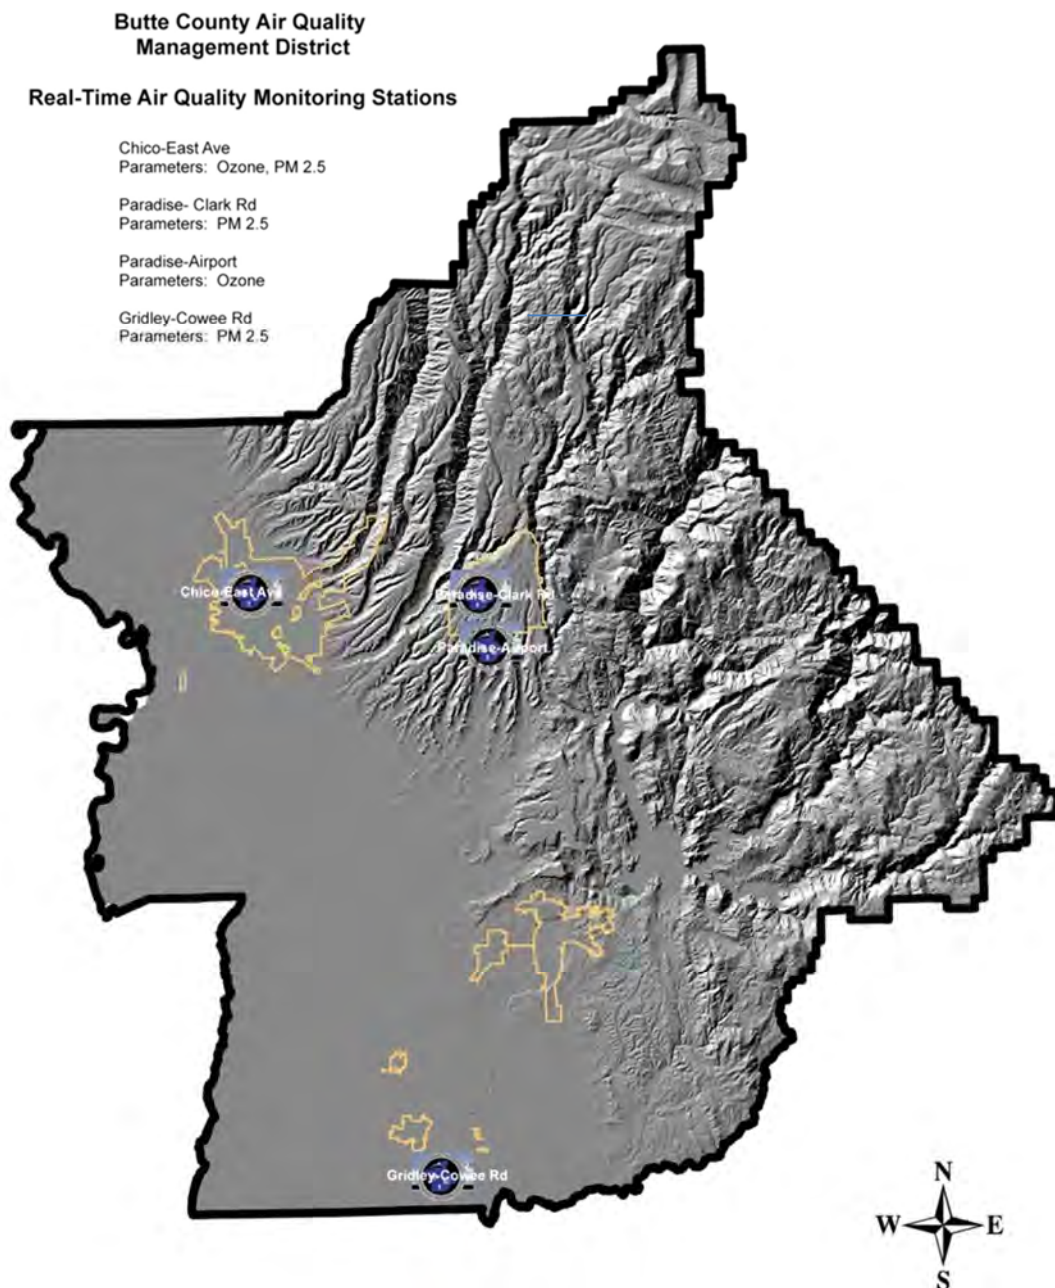 Butte County Air Quality
Management District
Real-Time Air Quality Monitoring Stations
Chico-East Ave
Parameters: Ozone, PM 2.5
Paradise- Clark Rd
Parameters: PM 2.5
Paradise-Airport
Parameters: Ozone
Gridley-Cowee Rd
Parameters: PM 2.5
Chico-East Ave
Paradise-Clark Rd
Paradise-Airport
Gridley-Cowee Rd
N
W E
S